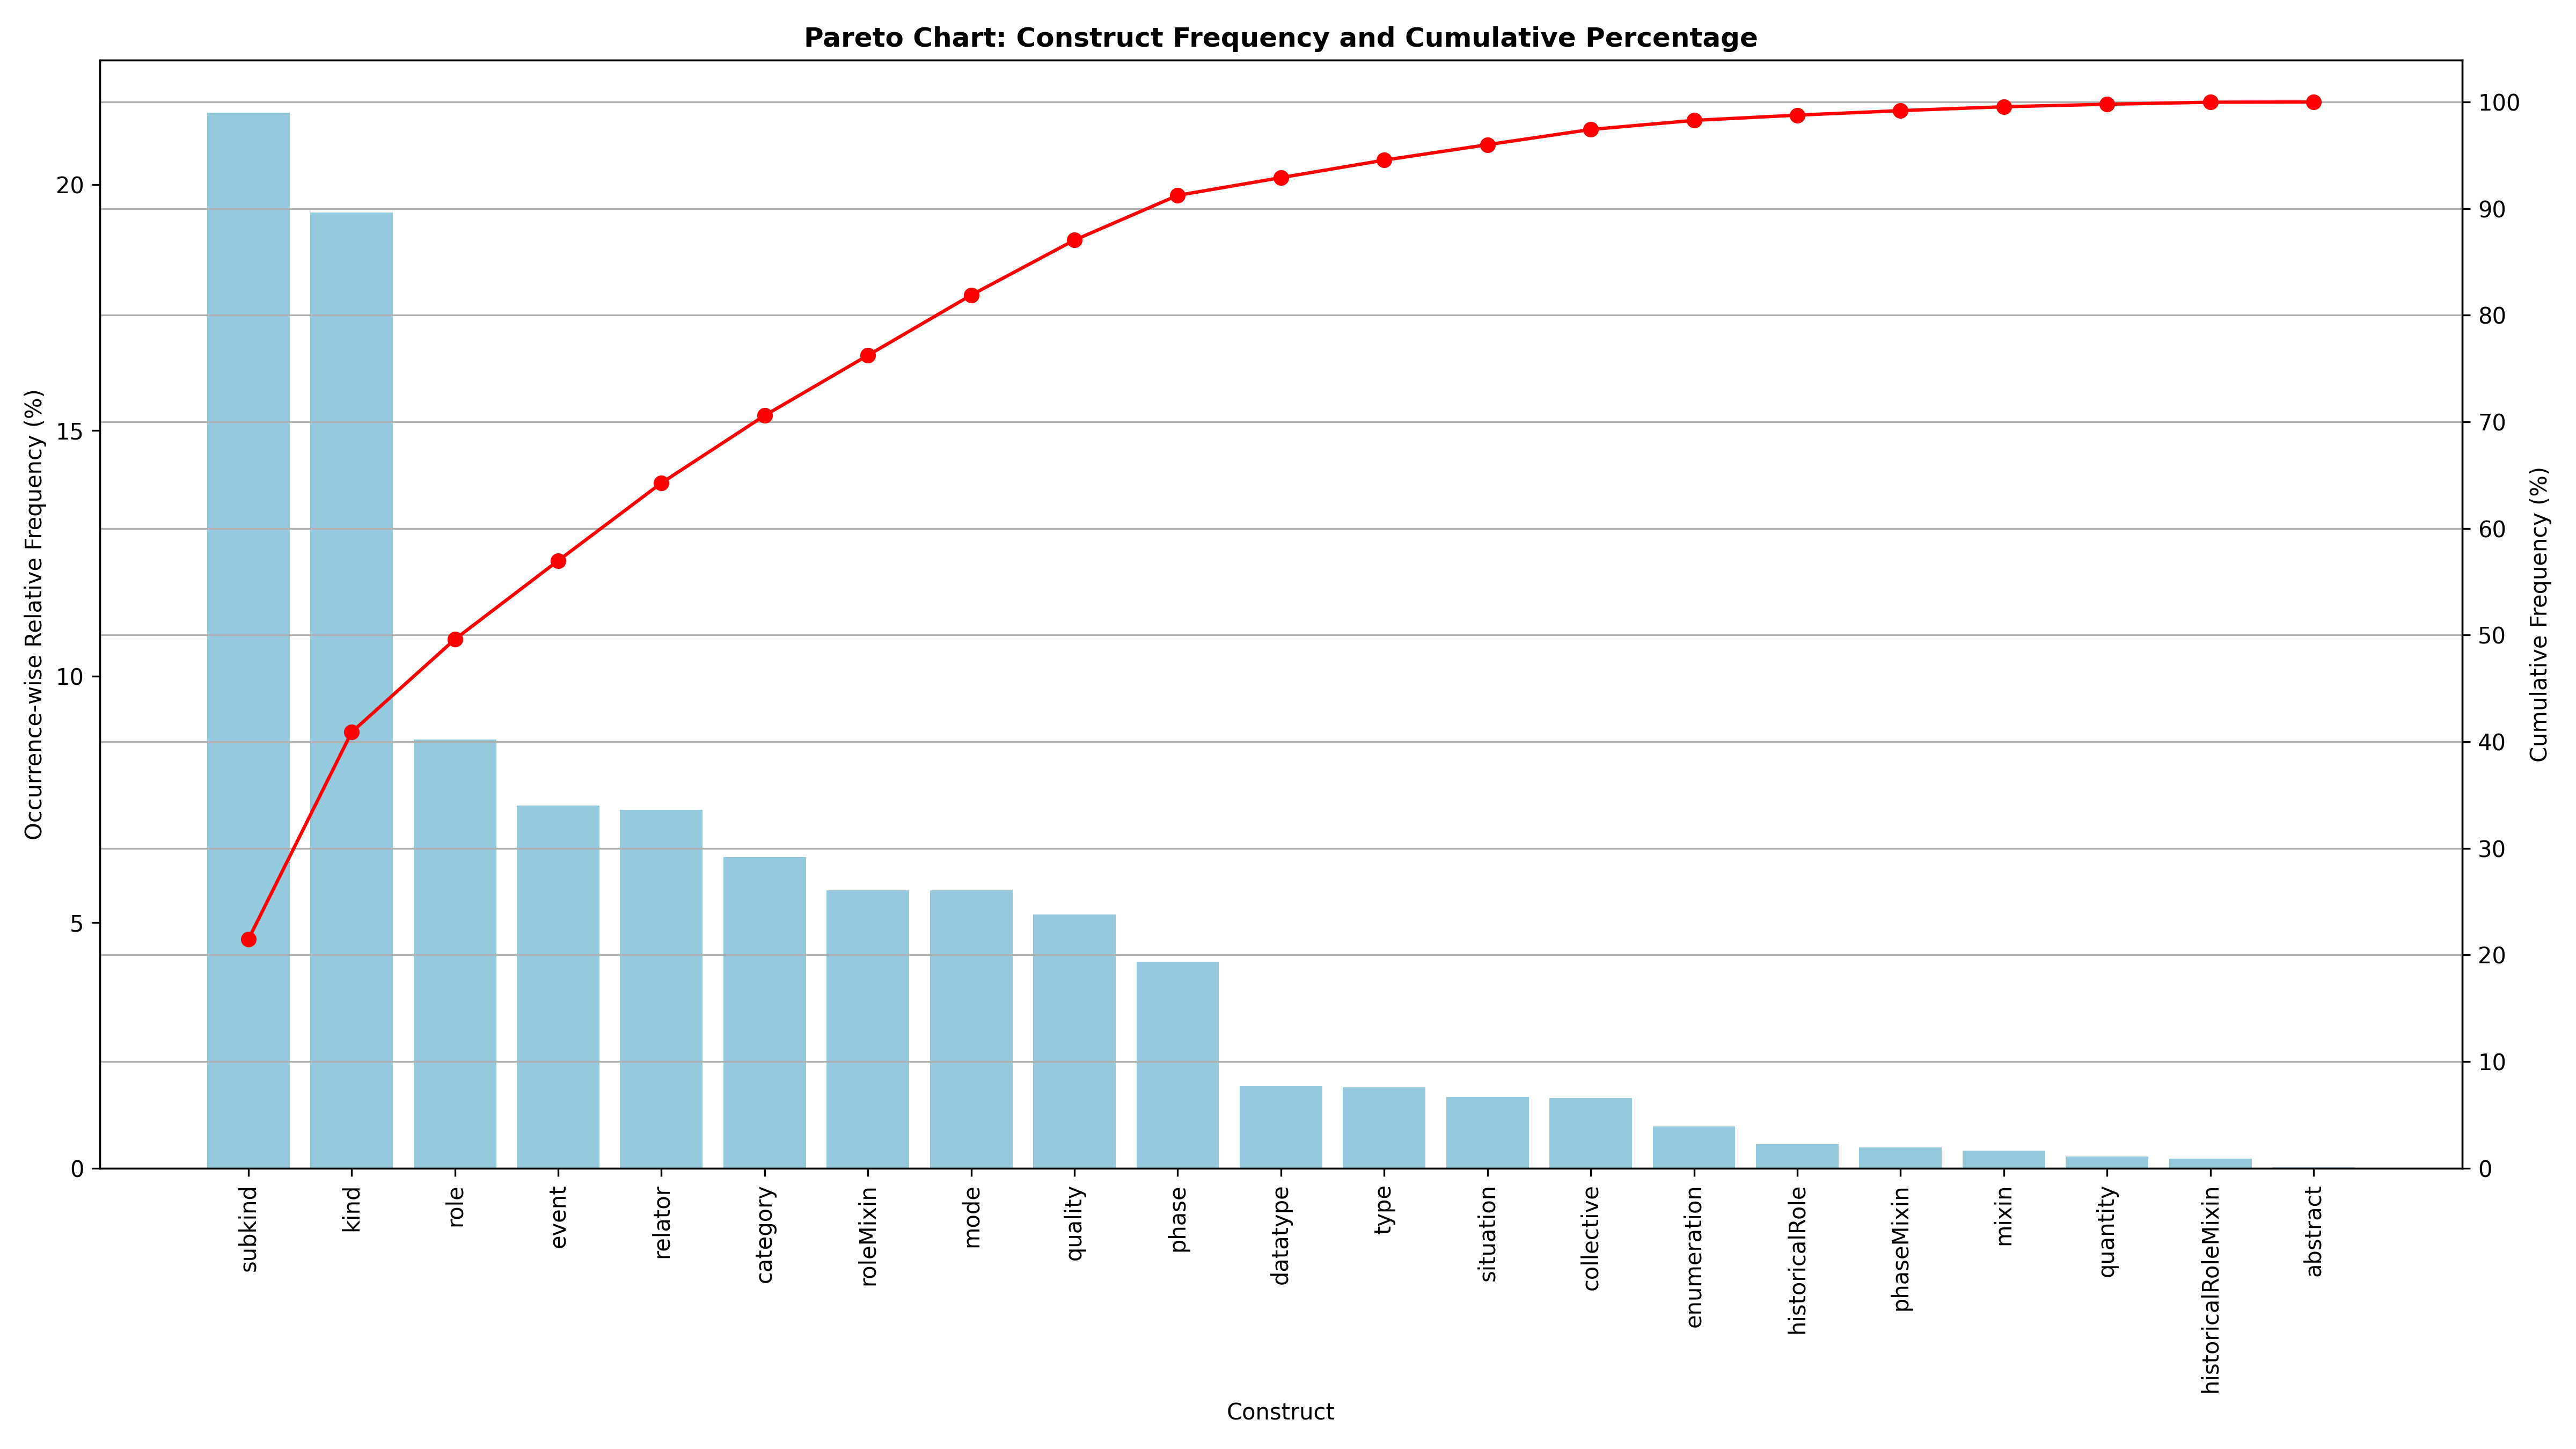 Pareto Chart: Construct Frequency and Cumulative Percentage
Occurrence-wise Relative Frequency (%)
20
15
10
5
0
100
90
80
70
60
50
40
30
20
10
0
Cumulative Frequency (%)
subkind
kind
role
event
relator
category
roleMixin
mode
quality
phase
datatype
type
situation
collective
enumeration
historicalRole
phaseMixin
mixin
quantity
historicalRoleMixin
abstract
Construct